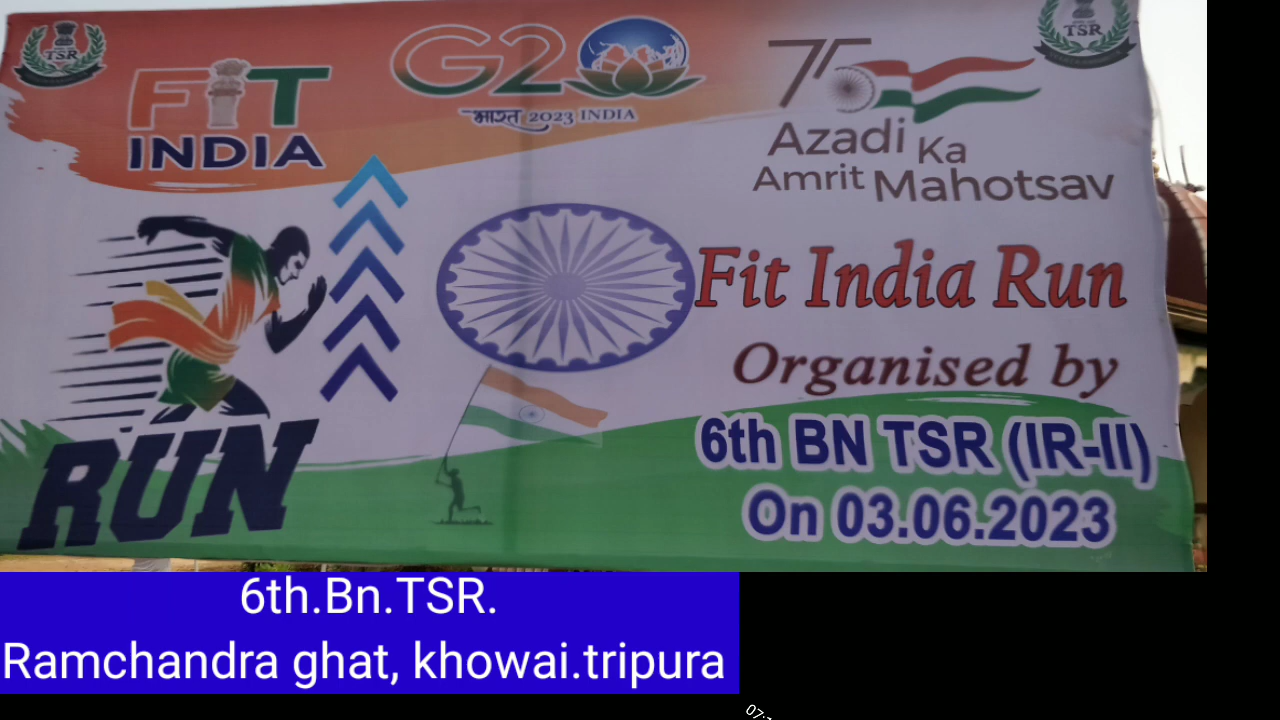 TSR
TSR
FiT
INDIA
G20
भारत 2023 INDIA
75
Azadi Ka
Amrit Mahotsav
Fit India Run
Organised by
6th BN TSR (IR-II)
On 03.06.2023
RUN
6th.Bn.TSR.
Ramchandra ghat, khowai.tripura